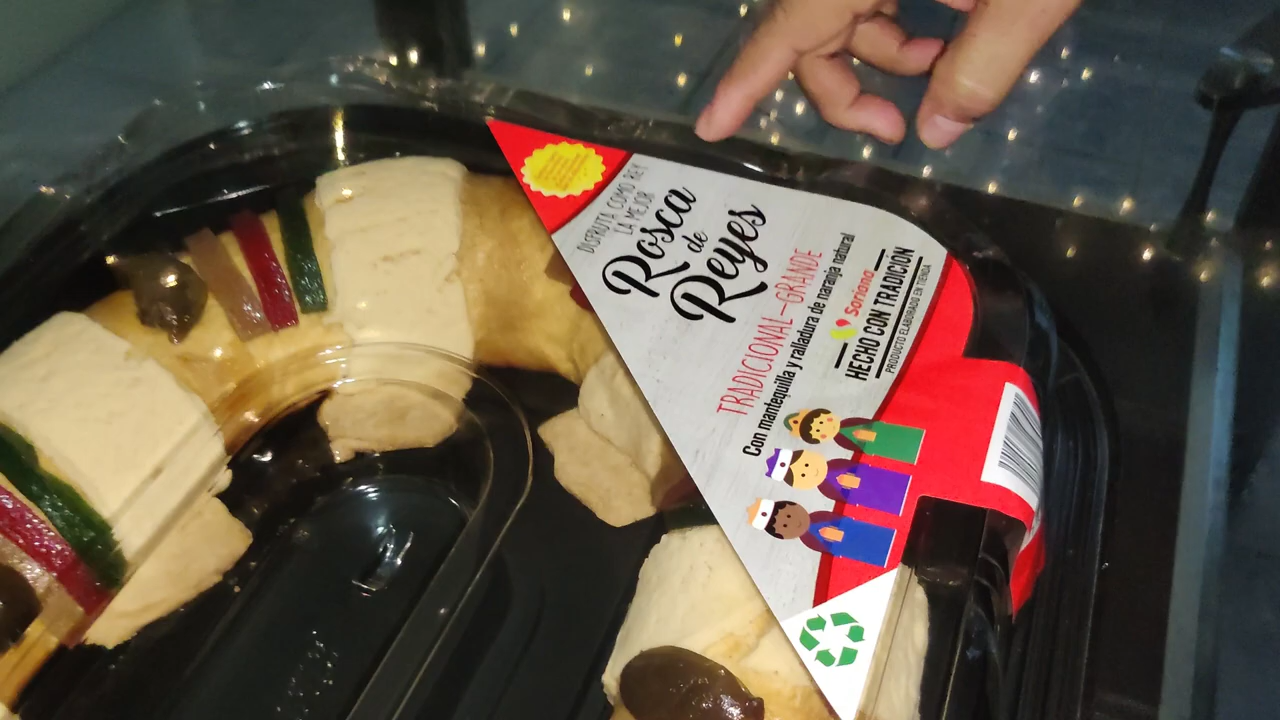 DISFRUTA COMO REY
LA MEJOR
Rosca
de
Reyes
TRADICIONAL-GRANDE
Con mantequilla y ralladura de naranja natural
Soriana
HECHO CON TRADICIÓN
PRODUCTO ELABORADO EN TIENDA